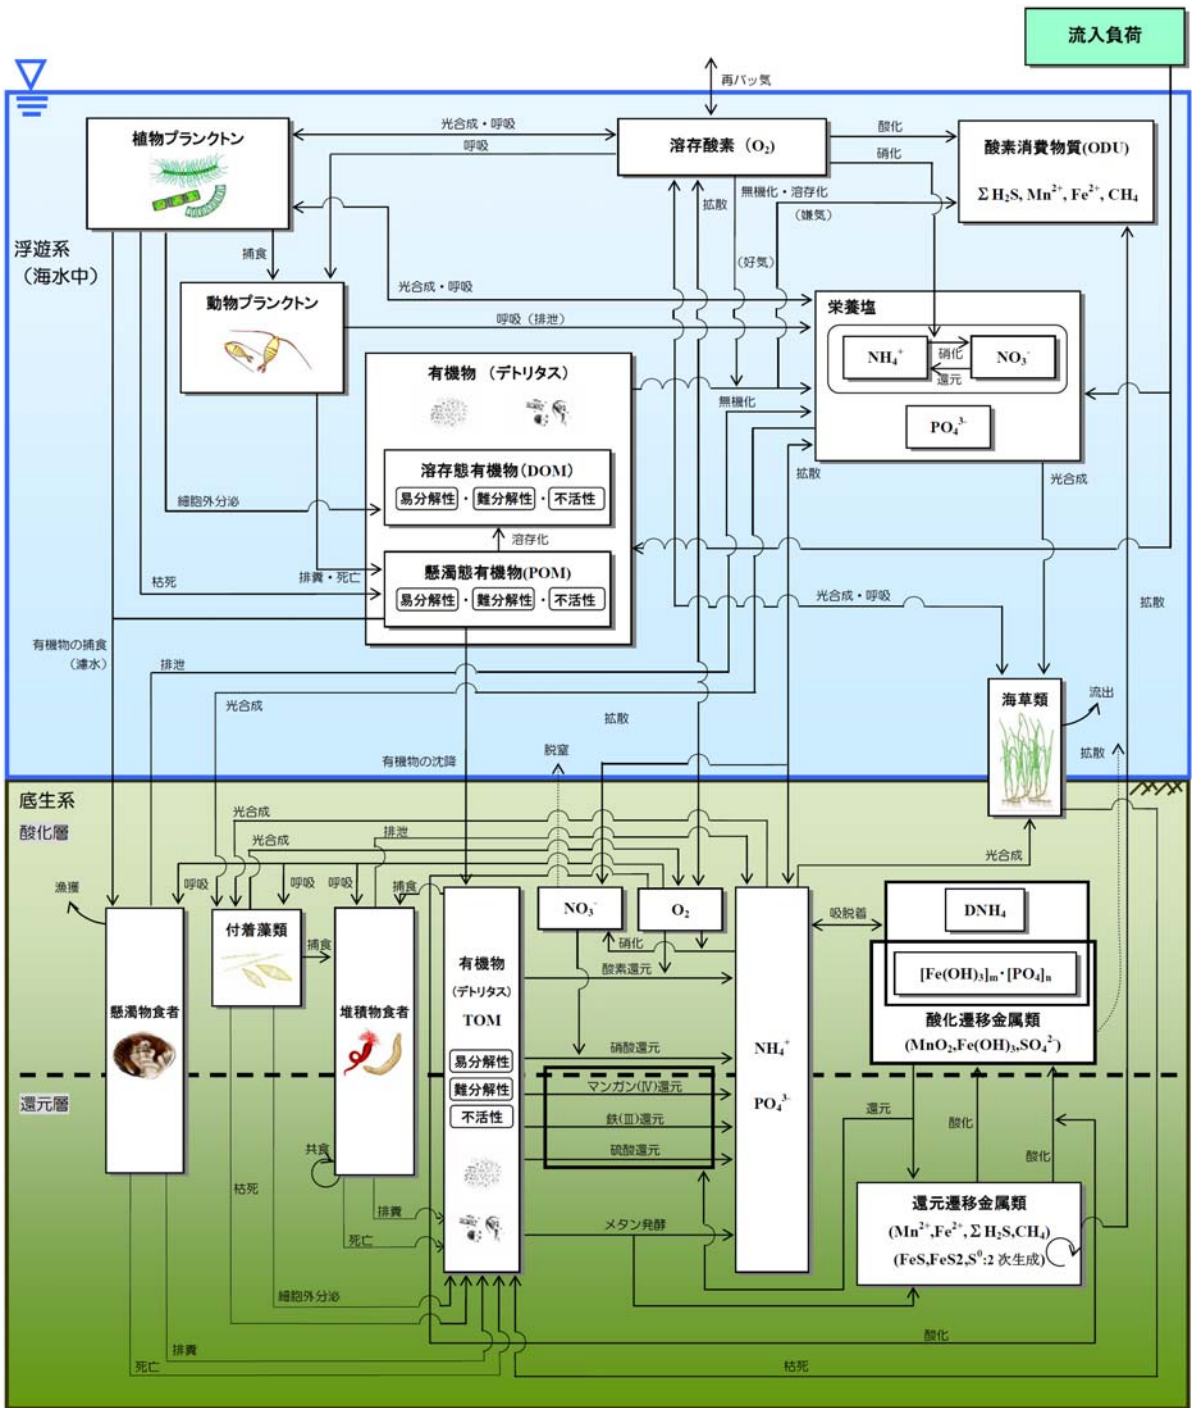 流入負荷
再バッ気
植物プランクトン
光合成・呼吸
呼吸
溶存酸素（O₂）
酸化
硝化
酸素消費物質(ODU)
ΣH₂S, Mn²⁺, Fe²⁺, CH₄
拡散
無機化・溶存化
（嫌気）
（好気）
浮遊系
（海水中）
捕食
動物プランクトン
光合成・呼吸
呼吸（排泄）
栄養塩
NH₄⁺
硝化
還元
NO₃⁻
PO₄³⁻
有機物 （デトリタス）
無機化
拡散
光合成
溶存態有機物(DOM)
易分解性・難分解性・不活性
細胞外分泌
溶存化
懸濁態有機物(POM)
易分解性・難分解性・不活性
排糞・死亡
枯死
光合成・呼吸
拡散
有機物の捕食
（濾水）
排泄
光合成
海草類
流出
拡散
拡散
脱窒
有機物の沈降
底生系
酸化層
光合成
光合成
排泄
光合成
呼吸
呼吸
呼吸
捕食
漁獲
懸濁物食者
付着藻類
捕食
堆積物食者
有機物
(デトリタス)
TOM
易分解性
難分解性
不活性
NO₃⁻
O₂
硝化
酸素還元
硝酸還元
マンガン(Ⅳ)還元
鉄(Ⅲ)還元
硫酸還元
メタン発酵
NH₄⁺
PO₄³⁻
吸脱着
DNH₄
[Fe(OH)₃]ₘ・[PO₄]ₙ
酸化遷移金属類
(MnO₂,Fe(OH)₃,SO₄²⁻)
還元層
還元
酸化
酸化
還元遷移金属類
(Mn²⁺,Fe²⁺,ΣH₂S,CH₄)
(FeS,FeS2,S⁰:2次生成)
共食
枯死
排糞
死亡
細胞外分泌
排糞
死亡
酸化
枯死